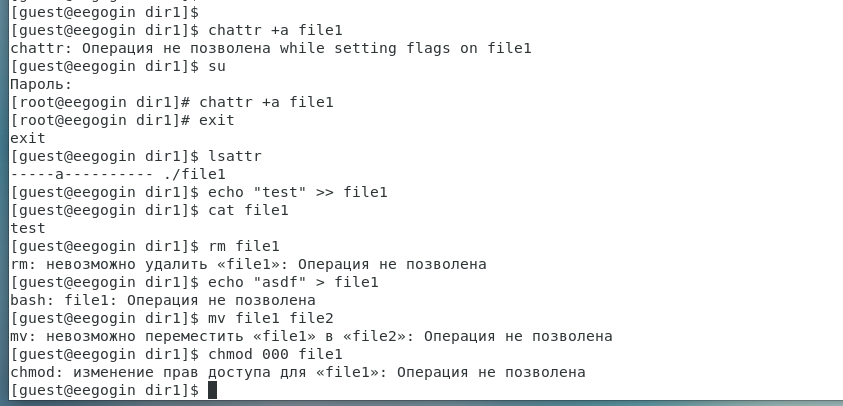 [guest@eegogin dir1]$
[guest@eegogin dir1]$ chattr +a file1
chattr: Операция не позволена while setting flags on file1
[guest@eegogin dir1]$ su
Пароль:
[root@eegogin dir1]# chattr +a file1
[root@eegogin dir1]# exit
exit
[guest@eegogin dir1]$ lsattr
-----a---------- ./file1
[guest@eegogin dir1]$ echo "test" >> file1
[guest@eegogin dir1]$ cat file1
test
[guest@eegogin dir1]$ rm file1
rm: невозможно удалить «file1»: Операция не позволена
[guest@eegogin dir1]$ echo "asdf" > file1
bash: file1: Операция не позволена
[guest@eegogin dir1]$ mv file1 file2
mv: невозможно переместить «file1» в «file2»: Операция не позволена
[guest@eegogin dir1]$ chmod 000 file1
chmod: изменение прав доступа для «file1»: Операция не позволена
[guest@eegogin dir1]$